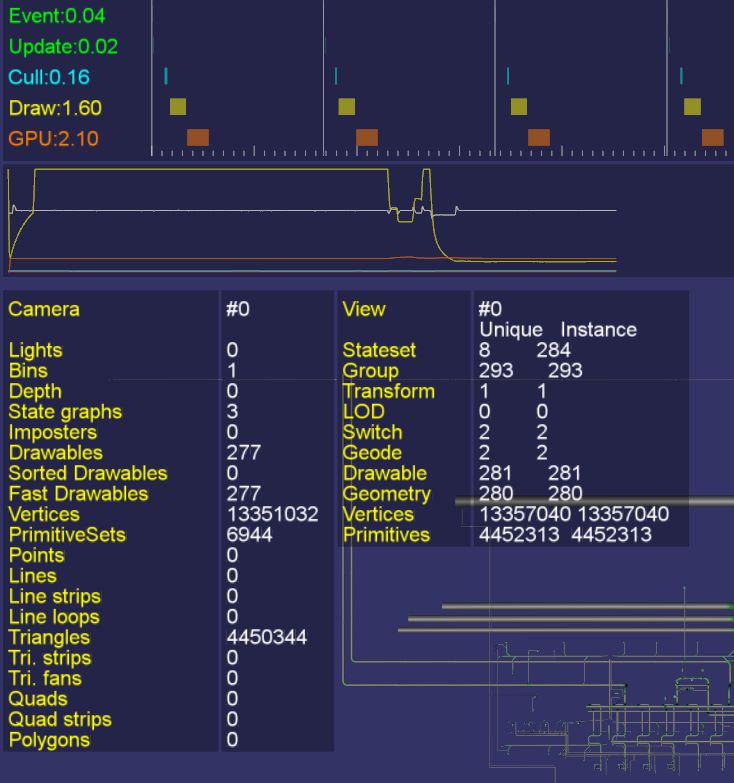 Event:0.04
Update:0.02
Cull:0.16
Draw:1.60
GPU:2.10
Camera #0
Lights 0
Bins 1
Depth 0
State graphs 3
Imposters 0
Drawables 277
Sorted Drawables 0
Fast Drawables 277
Vertices 13351032
PrimitiveSets 6944
Points 0
Lines 0
Line strips 0
Line loops 0
Triangles 4450344
Tri. strips 0
Tri. fans 0
Quads 0
Quad strips 0
Polygons 0
View #0
Unique Instance
Stateset 8 284
Group 293 293
Transform 1 1
LOD 0 0
Switch 2 2
Geode 2 2
Drawable 281 281
Geometry 280 280
Vertices 13357040 13357040
Primitives 4452313 4452313